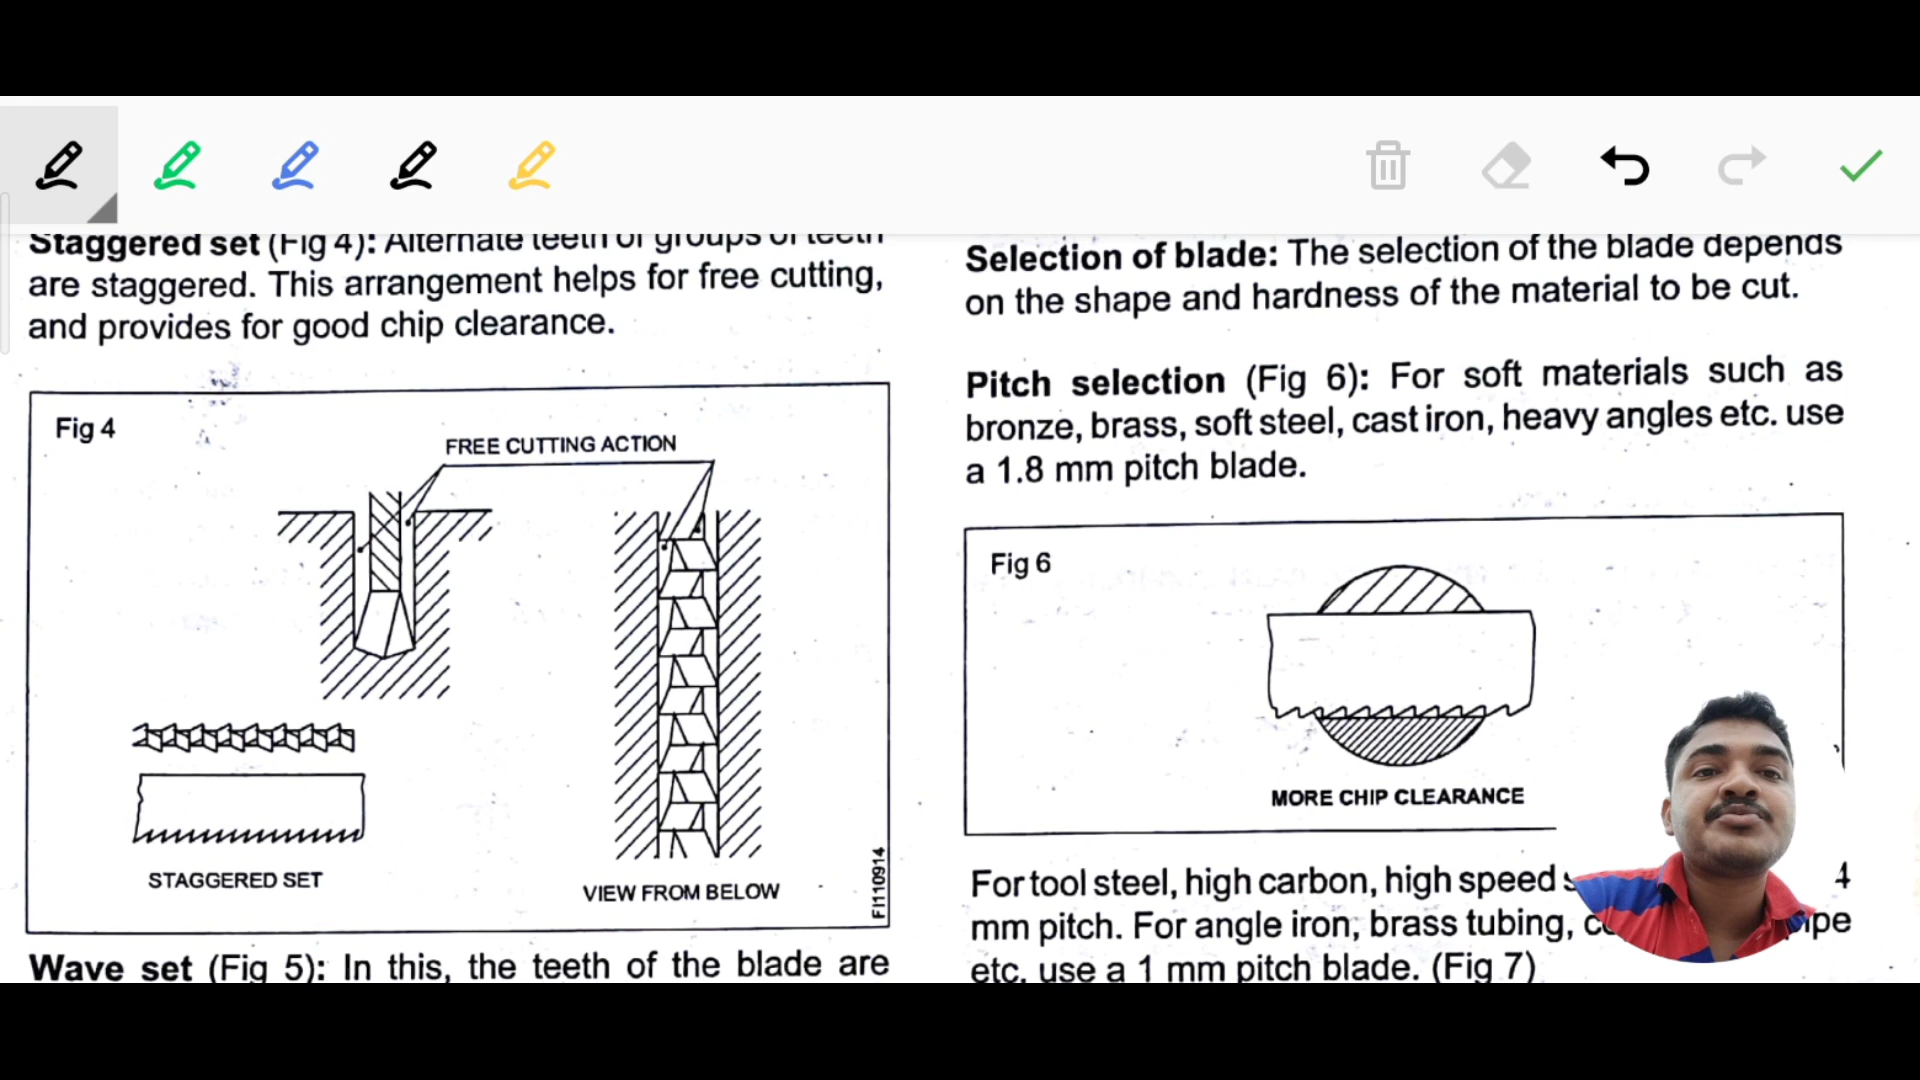 Staggered set (Fig 4): Alternate teeth or groups of teeth
are staggered. This arrangement helps for free cutting,
and provides for good chip clearance.
Fig 4
FREE CUTTING ACTION
STAGGERED SET
VIEW FROM BELOW
FI110914
Wave set (Fig 5): In this, the teeth of the blade are
Selection of blade: The selection of the blade depends
on the shape and hardness of the material to be cut.
Pitch selection (Fig 6): For soft materials such as
bronze, brass, soft steel, cast iron, heavy angles etc. use
a 1.8 mm pitch blade.
Fig 6
MORE CHIP CLEARANCE
For tool steel, high carbon, high speed 4
mm pitch. For angle iron, brass tubing,
etc. use a 1 mm pitch blade. (Fig 7)